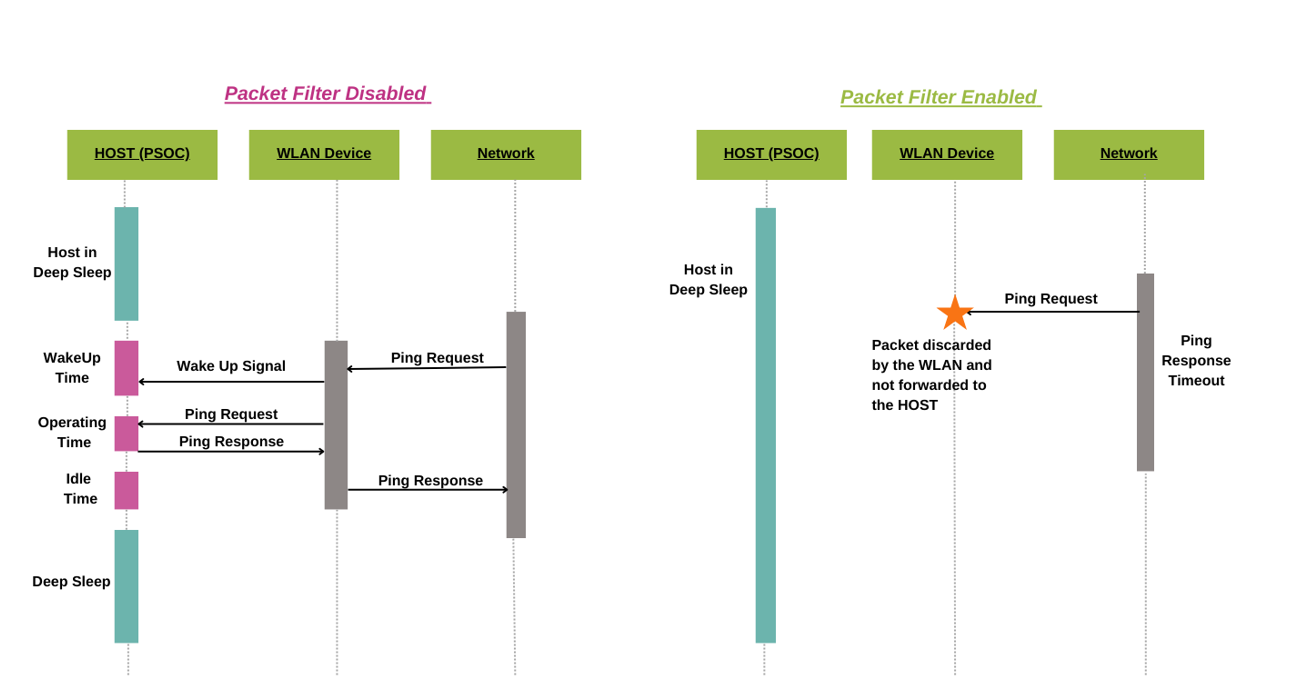 Packet Filter Disabled
HOST (PSOC)
WLAN Device
Network
Host in
Deep Sleep
WakeUp
Time
Wake Up Signal
Ping Request
Operating
Time
Ping Request
Ping Response
Idle
Time
Ping Response
Deep Sleep
Packet Filter Enabled
HOST (PSOC)
WLAN Device
Network
Host in
Deep Sleep
Ping Request
Packet discarded
by the WLAN and
not forwarded to
the HOST
Ping
Response
Timeout